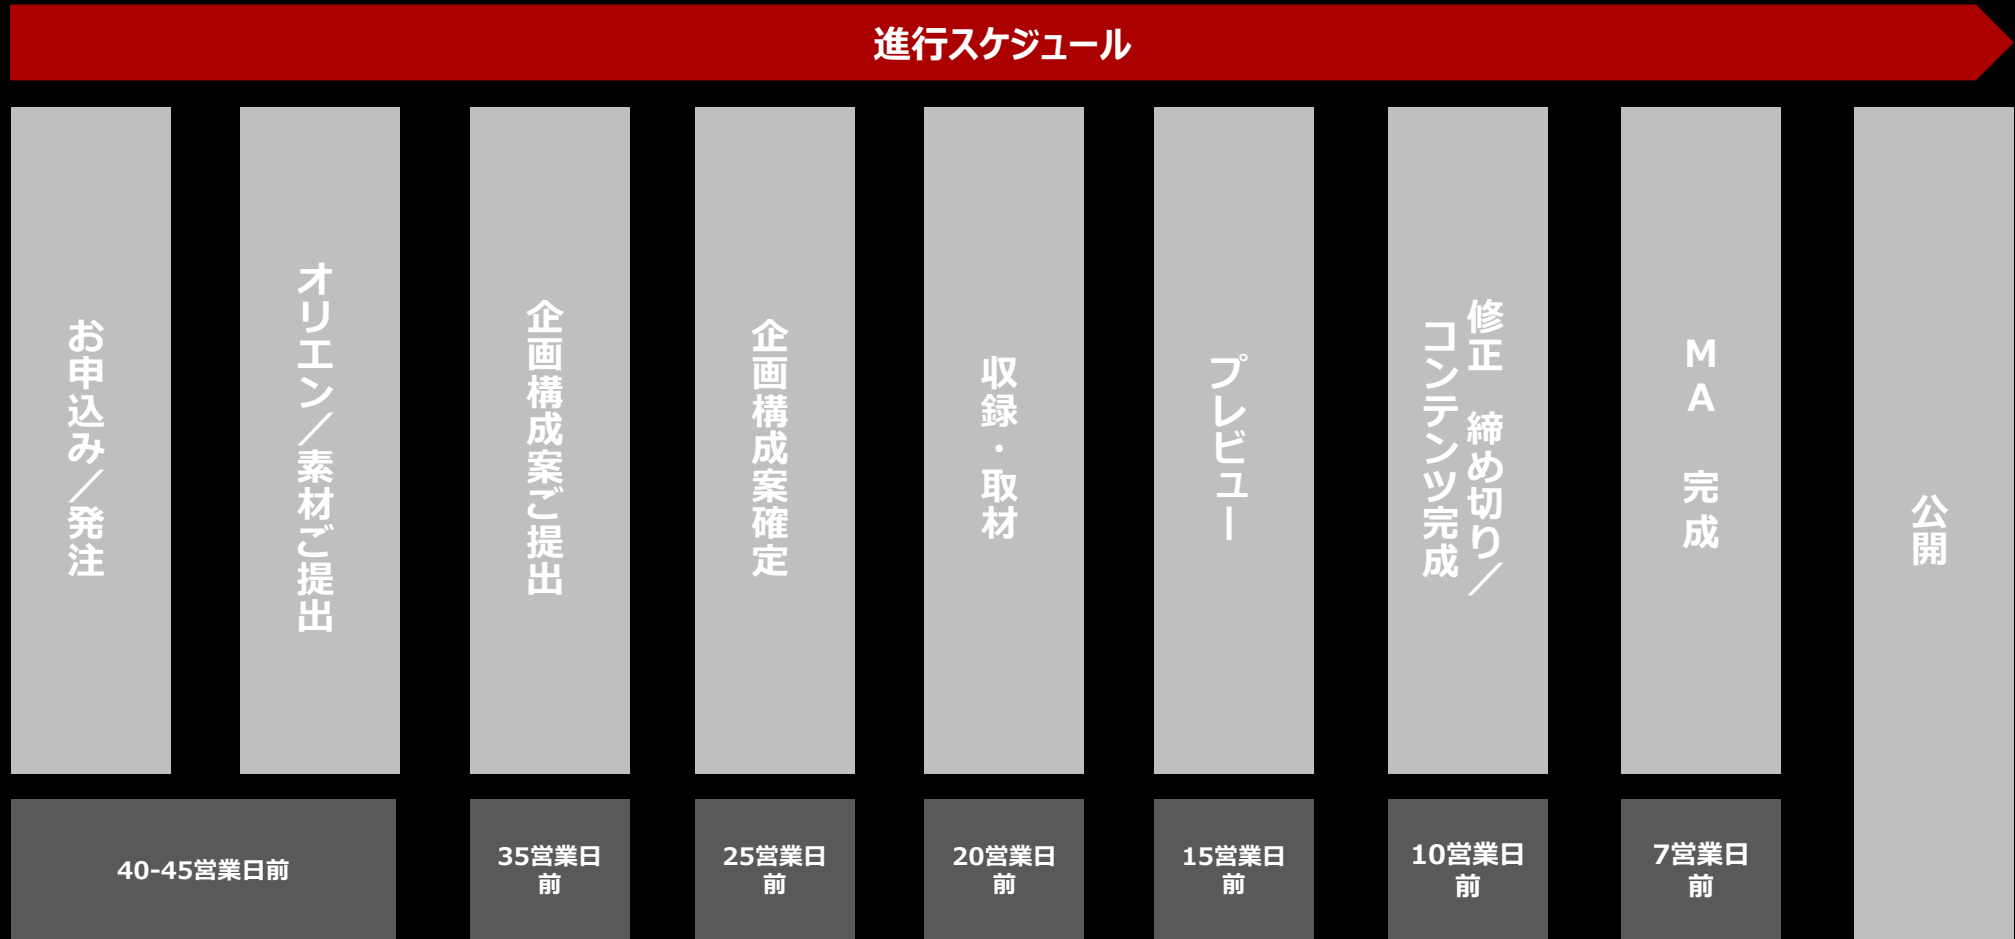 進行スケジュール
お申込み／発注
オリエン／素材ご提出
企画構成案ご提出
企画構成案確定
収録・取材
プレビュー
修正　締め切り／
コンテンツ完成
MA　完成
公開
40-45営業日前
35営業日
前
25営業日
前
20営業日
前
15営業日
前
10営業日
前
7営業日
前